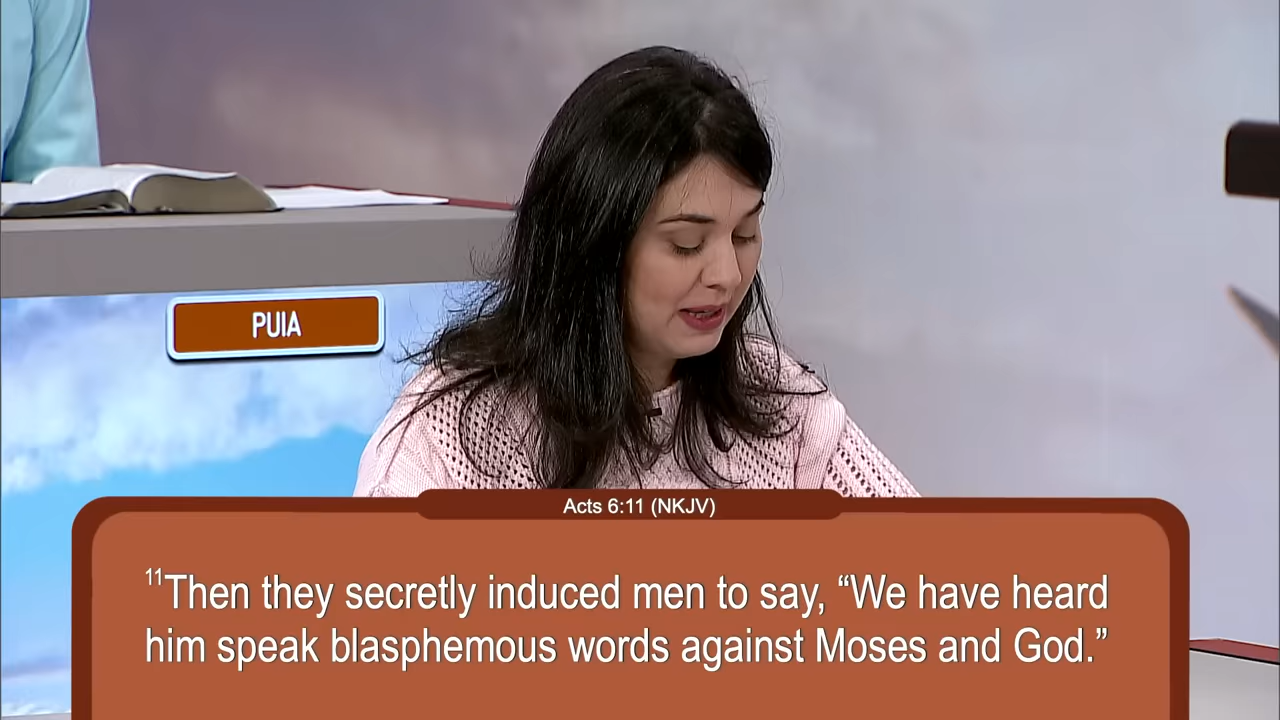 PUIA
Acts 6:11 (NKJV)
¹¹Then they secretly induced men to say, “We have heard
him speak blasphemous words against Moses and God.”